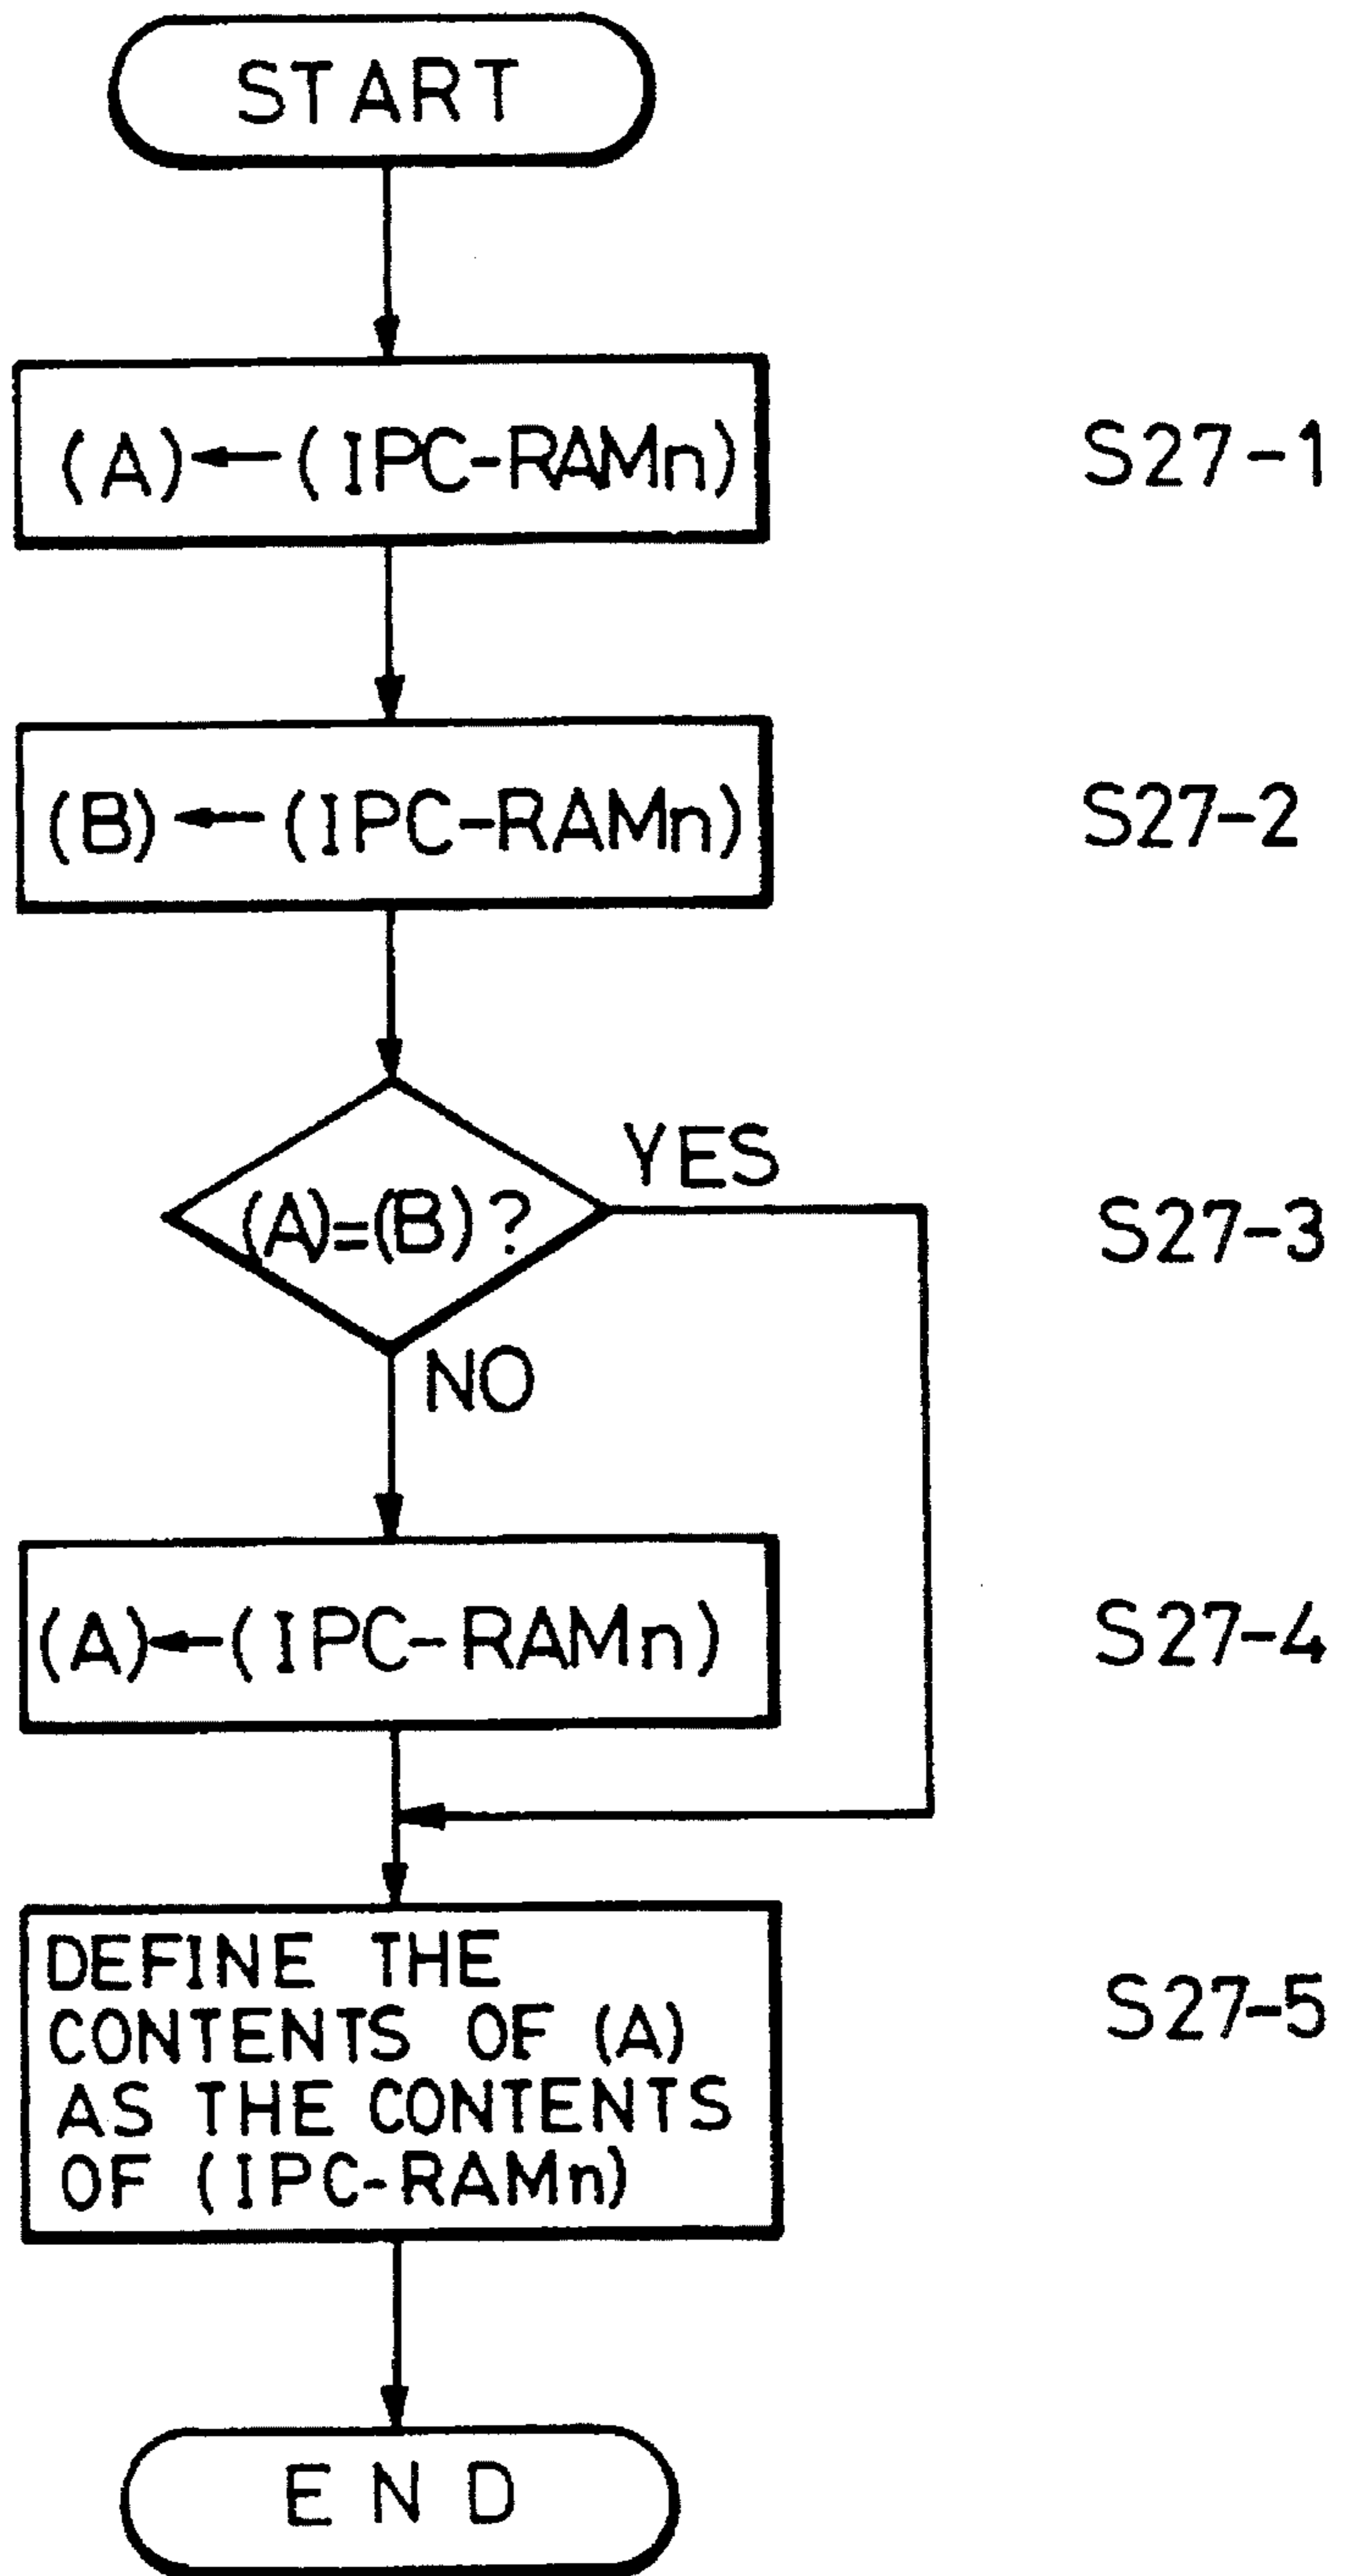 START
(A)←(IPC-RAMn)
S27-1
(B)←(IPC-RAMn)
S27-2
YES
(A)=(B)?
S27-3
NO
(A)←(IPC-RAMn)
S27-4
DEFINE THE
CONTENTS OF (A)
AS THE CONTENTS
OF (IPC-RAMn)
S27-5
END